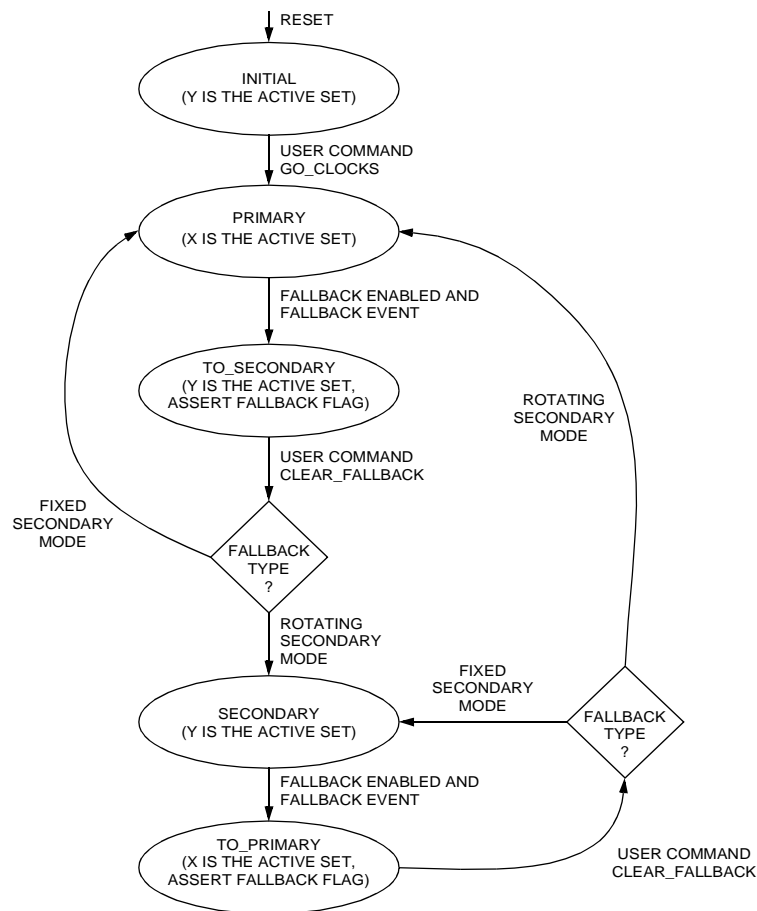 RESET
INITIAL
(Y IS THE ACTIVE SET)
USER COMMAND
GO_CLOCKS
PRIMARY
(X IS THE ACTIVE SET)
FALLBACK ENABLED AND
FALLBACK EVENT
TO_SECONDARY
(Y IS THE ACTIVE SET,
ASSERT FALLBACK FLAG)
ROTATING
SECONDARY
MODE
USER COMMAND
CLEAR_FALLBACK
FIXED
SECONDARY
MODE
FALLBACK
TYPE
?
ROTATING
SECONDARY
MODE
FIXED
SECONDARY
MODE
SECONDARY
(Y IS THE ACTIVE SET)
FALLBACK
TYPE
?
FALLBACK ENABLED AND
FALLBACK EVENT
TO_PRIMARY
(X IS THE ACTIVE SET,
ASSERT FALLBACK FLAG)
USER COMMAND
CLEAR_FALLBACK